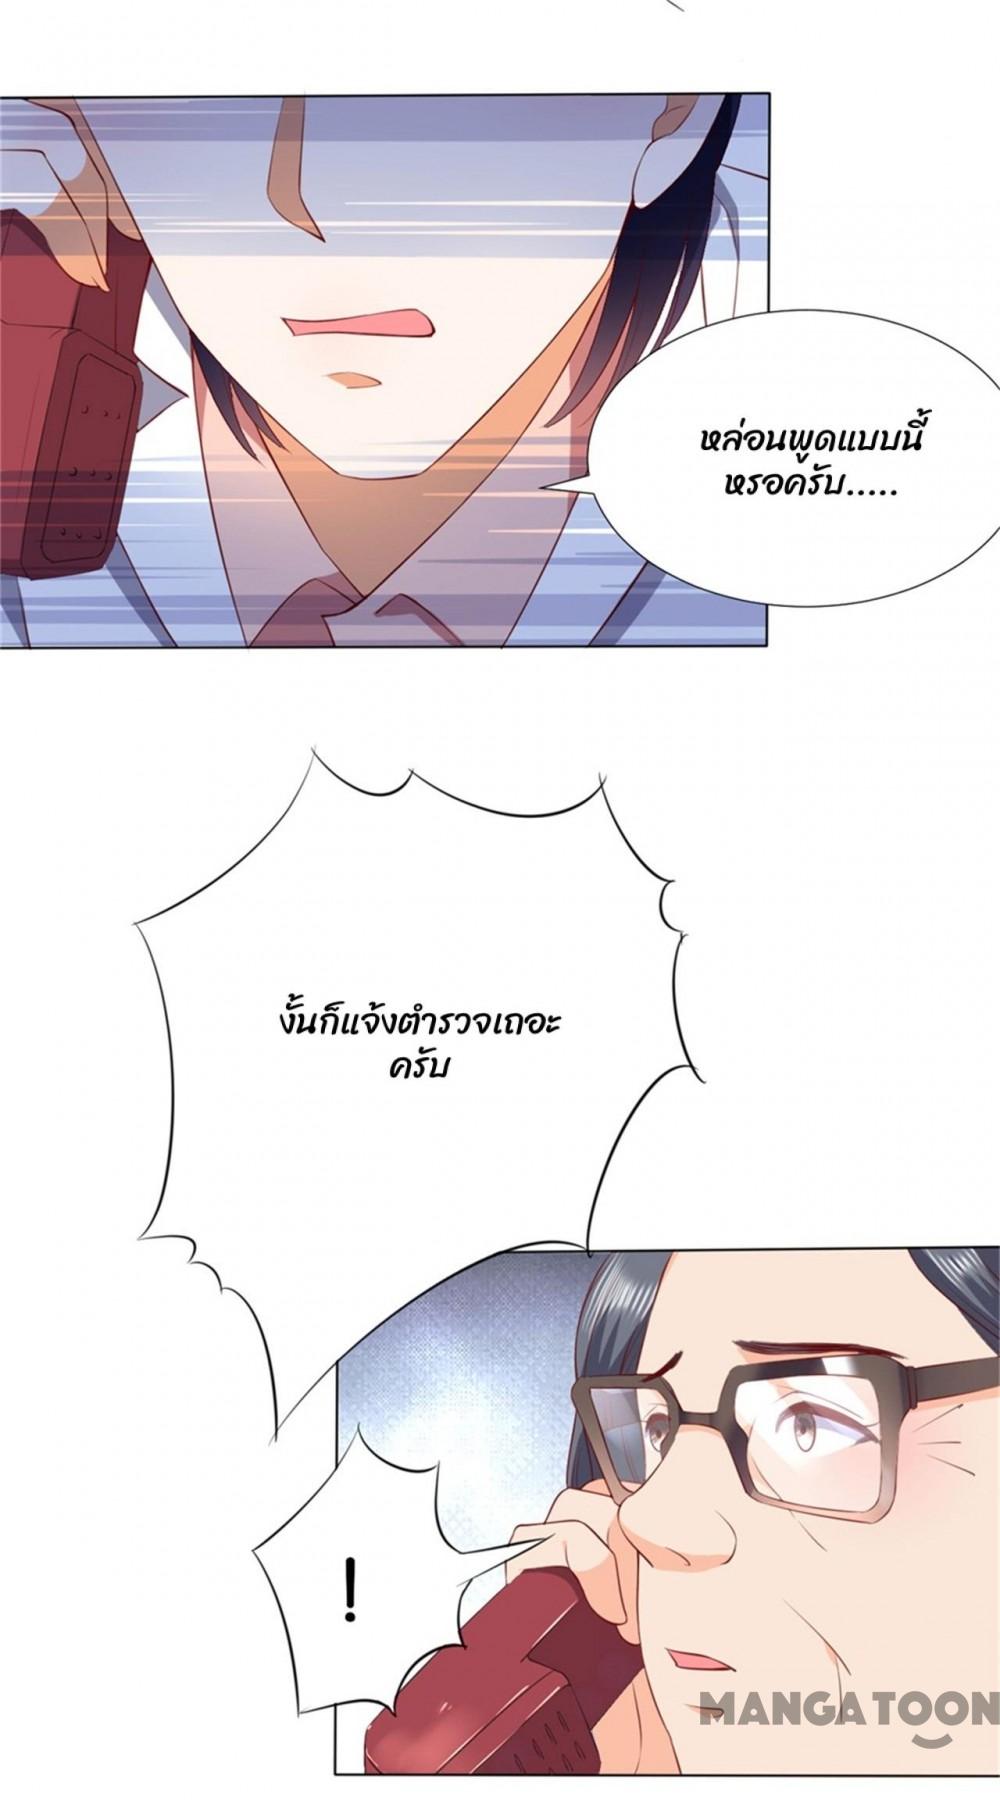 หล่อนพูดแบบนี้
หรอครับ.....
งั้นก็แจ้งตำรวจเถอะ
ครับ
!
MANGATOON